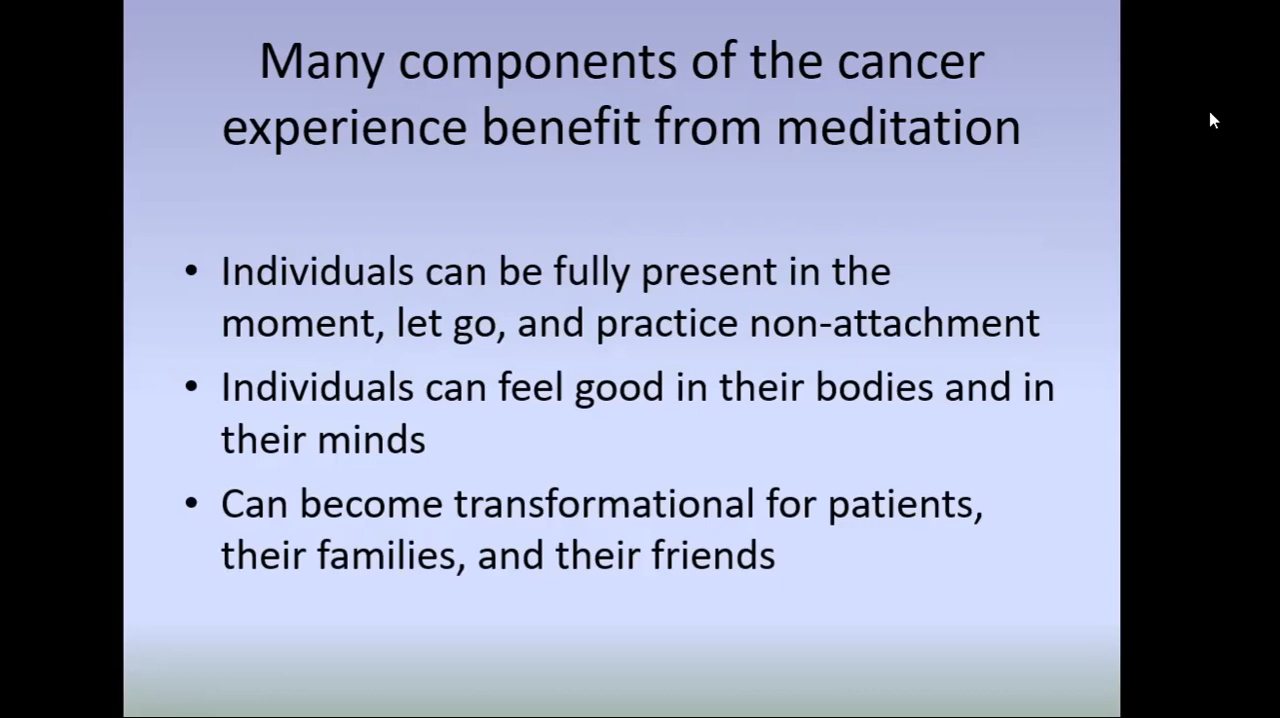 Many components of the cancer
experience benefit from meditation
• Individuals can be fully present in the
moment, let go, and practice non-attachment
• Individuals can feel good in their bodies and in
their minds
• Can become transformational for patients,
their families, and their friends